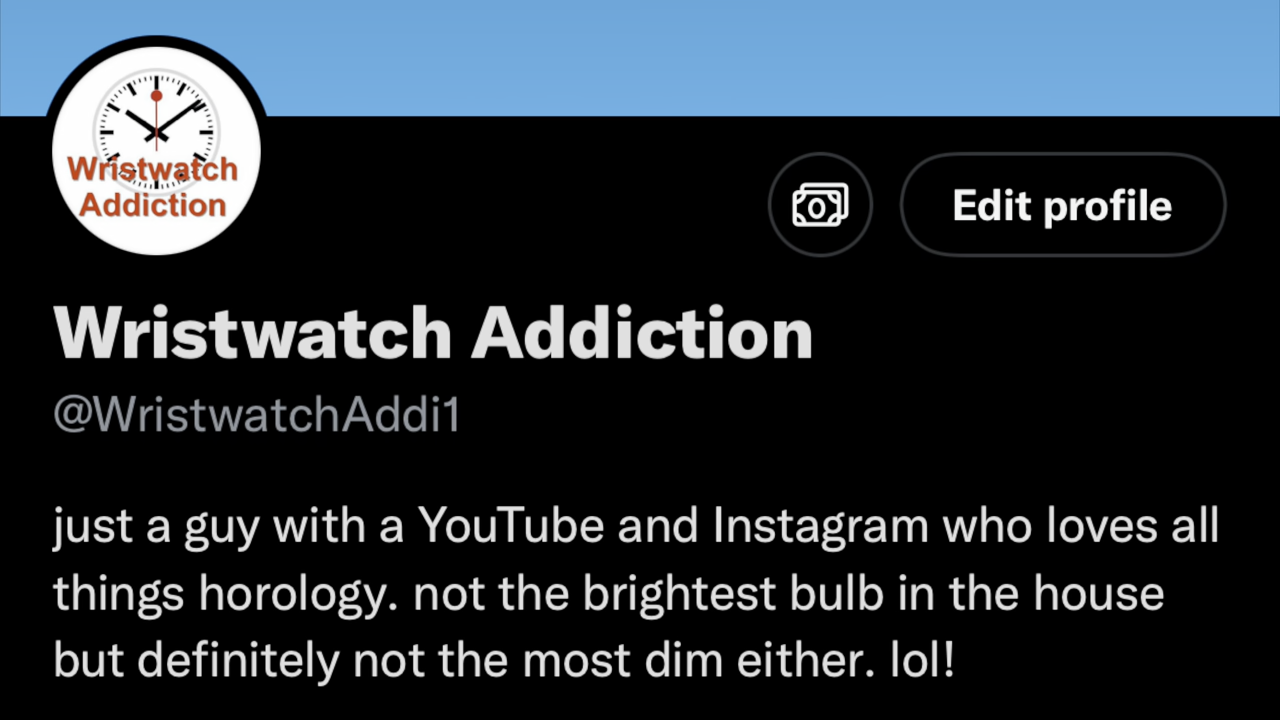 Wristwatch
Addiction
Edit profile
Wristwatch Addiction
@WristwatchAddi1
just a guy with a YouTube and Instagram who loves all
things horology. not the brightest bulb in the house
but definitely not the most dim either. lol!